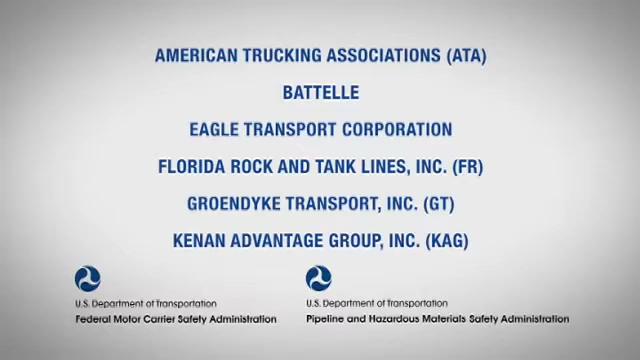 AMERICAN TRUCKING ASSOCIATIONS (ATA)
BATTELLE
EAGLE TRANSPORT CORPORATION
FLORIDA ROCK AND TANK LINES, INC. (FR)
GROENDYKE TRANSPORT, INC. (GT)
KENAN ADVANTAGE GROUP, INC. (KAG)
U.S. Department of Transportation
Federal Motor Carrier Safety Administration
U.S. Department of Transportation
Pipeline and Hazardous Materials Safety Administration